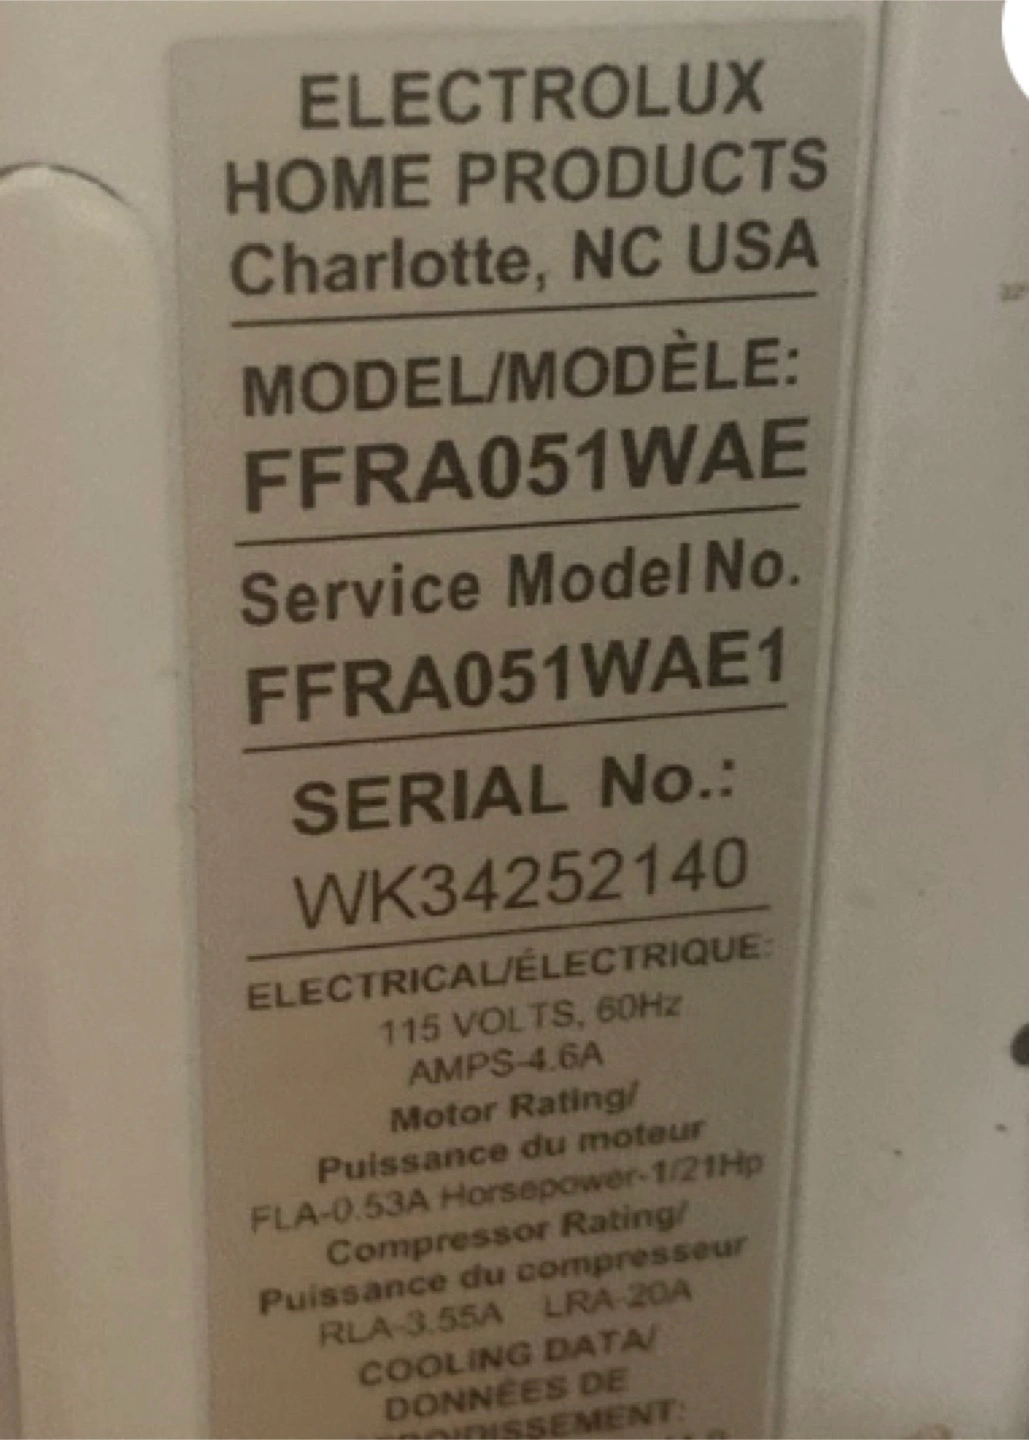 ELECTROLUX
HOME PRODUCTS
Charlotte, NC USA
MODEL/MODÈLE:
FFRA051WAE
Service Model No.
FFRA051WAE1
SERIAL No.:
WK34252140
ELECTRICAL/ÉLECTRIQUE:
115 VOLTS, 60Hz
AMPS-4.6A
Motor Rating/
Puissance du moteur
FLA-0.53A Horsepower-1/21Hp
Compressor Rating/
Puissance du compresseur
RLA-3.55A LRA-20A
COOLING DATA/
DONNÉES DE